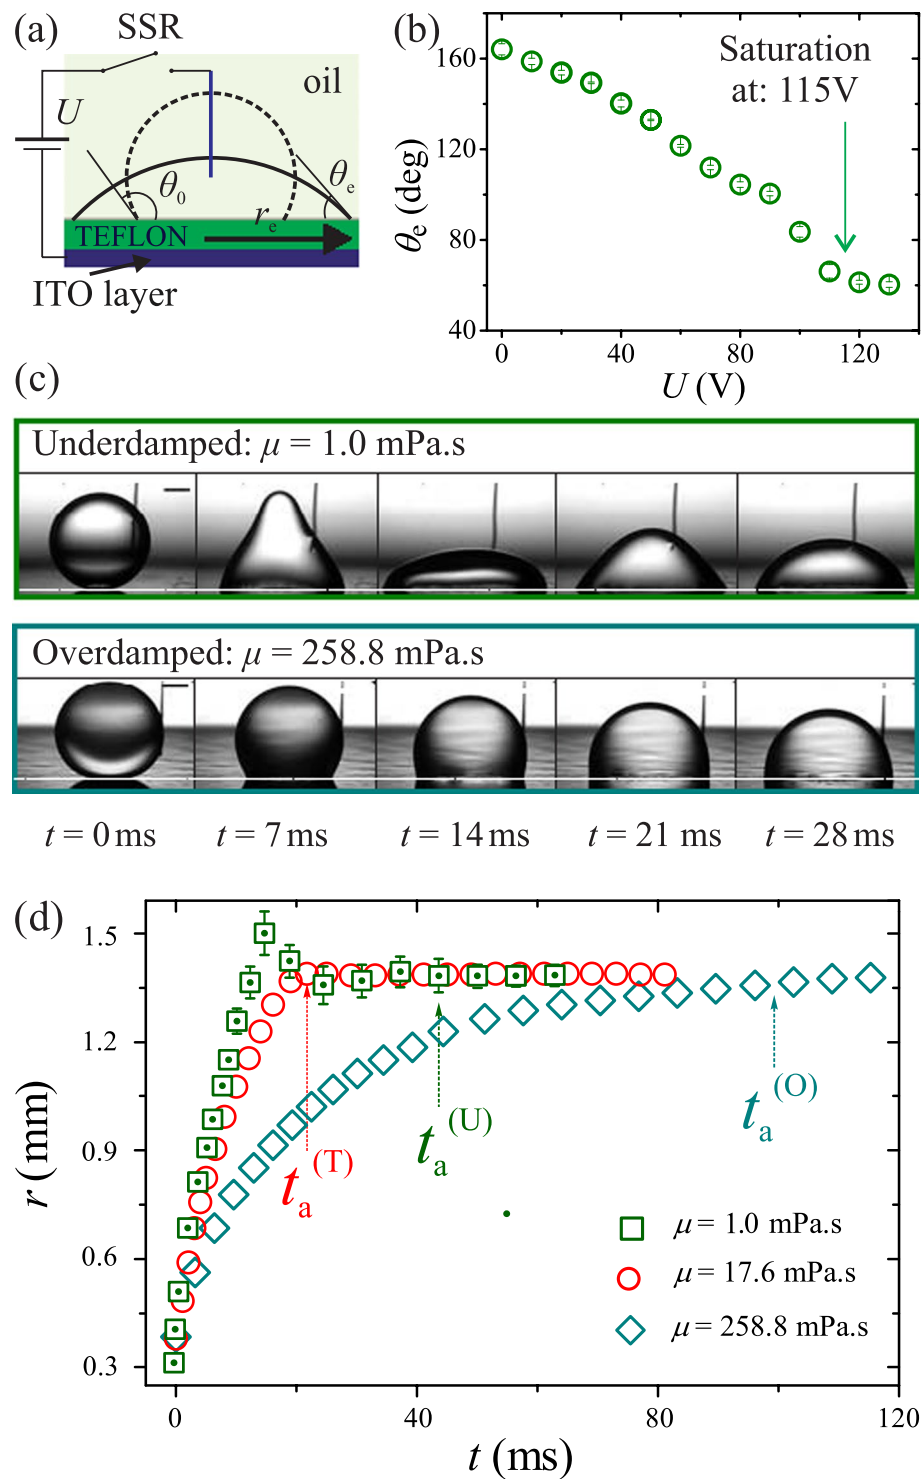 (a)
SSR
oil
U
θ0
θe
re
TEFLON
ITO layer
(b)
160
120
80
40
θe (deg)
Saturation
at: 115V
0 40 80 120
U (V)
(c)
Underdamped: μ = 1.0 mPa.s
Overdamped: μ = 258.8 mPa.s
t = 0 ms t = 7 ms t = 14 ms t = 21 ms t = 28 ms
(d)
1.5
1.2
0.9
0.6
0.3
r (mm)
ta(T)
ta(U)
ta(O)
μ = 1.0 mPa.s
μ = 17.6 mPa.s
μ = 258.8 mPa.s
0 40 80 120
t (ms)